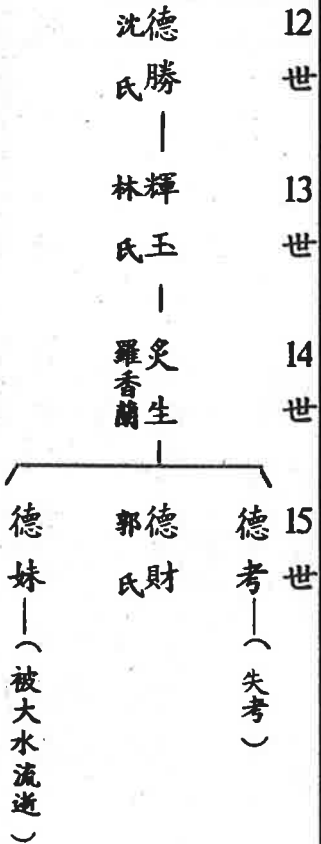 12世
德勝
沈氏
13世
輝玉
林氏
14世
炙生
羅香蘭
15世
德考
（失考）
德財
郭氏
德妹
（被大水流逝）